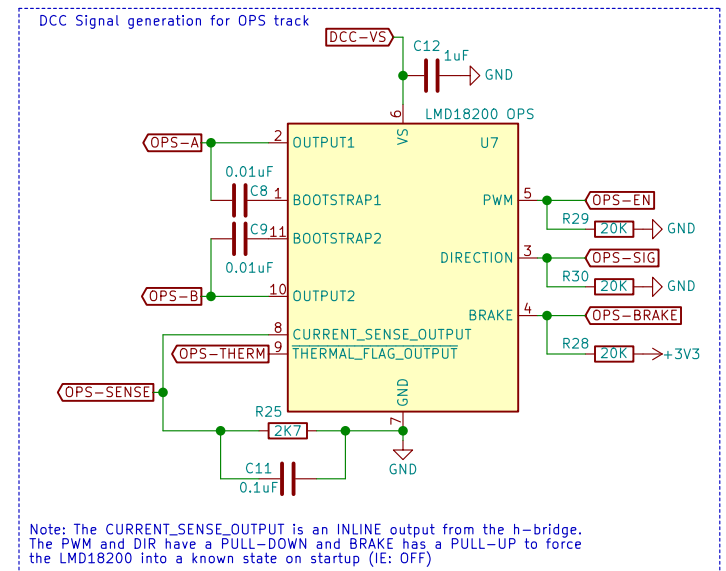 DCC Signal generation for OPS track
DCC-VS
C12
1uF
GND
6
LMD18200 OPS
VS
U7
OPS-A
2
OUTPUT1
0.01uF
C8
1
BOOTSTRAP1
PWM
5
OPS-EN
R29
20K
GND
C9
11
BOOTSTRAP2
0.01uF
DIRECTION
3
OPS-SIG
R30
20K
GND
OPS-B
10
OUTPUT2
BRAKE
4
OPS-BRAKE
8
CURRENT_SENSE_OUTPUT
R28
20K
+3V3
OPS-THERM
9
THERMAL_FLAG_OUTPUT
OPS-SENSE
GND
7
R25
2K7
GND
C11
0.1uF
Note: The CURRENT_SENSE_OUTPUT is an INLINE output from the h-bridge.
The PWM and DIR have a PULL-DOWN and BRAKE has a PULL-UP to force
the LMD18200 into a known state on startup (IE: OFF)